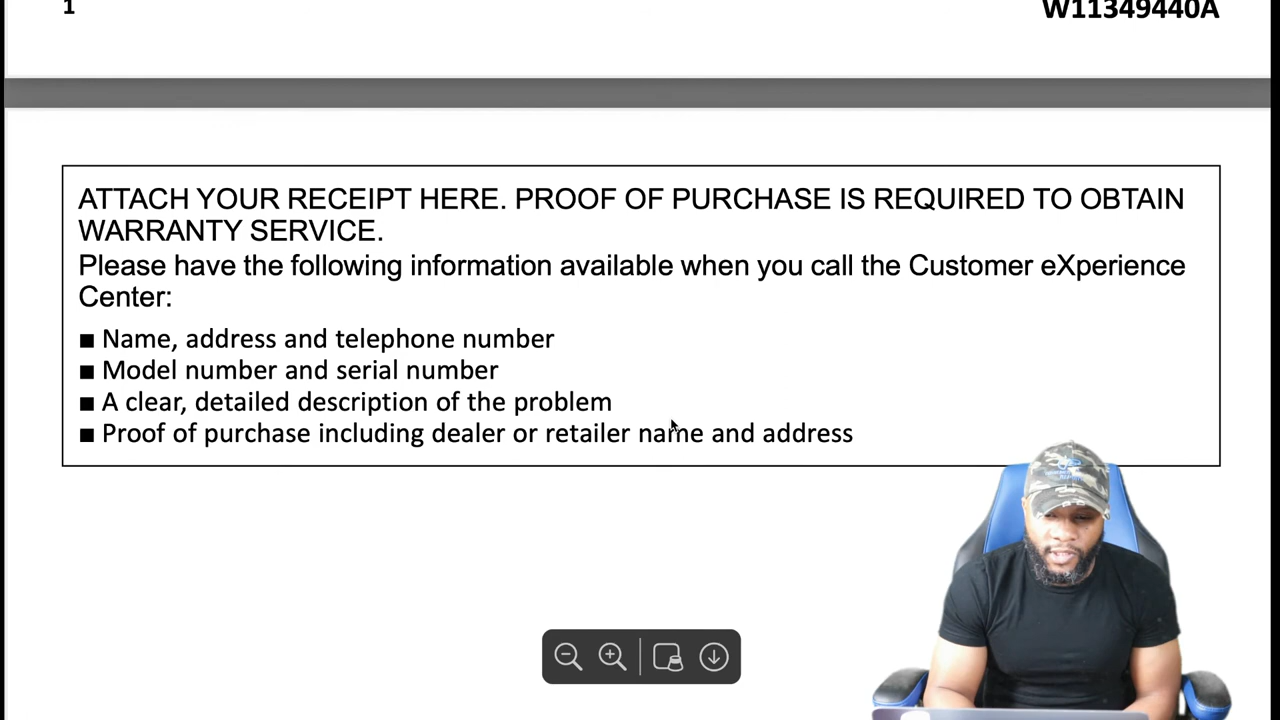 1
W11349440A
ATTACH YOUR RECEIPT HERE. PROOF OF PURCHASE IS REQUIRED TO OBTAIN
WARRANTY SERVICE.
Please have the following information available when you call the Customer eXperience
Center:
■ Name, address and telephone number
■ Model number and serial number
■ A clear, detailed description of the problem
■ Proof of purchase including dealer or retailer name and address